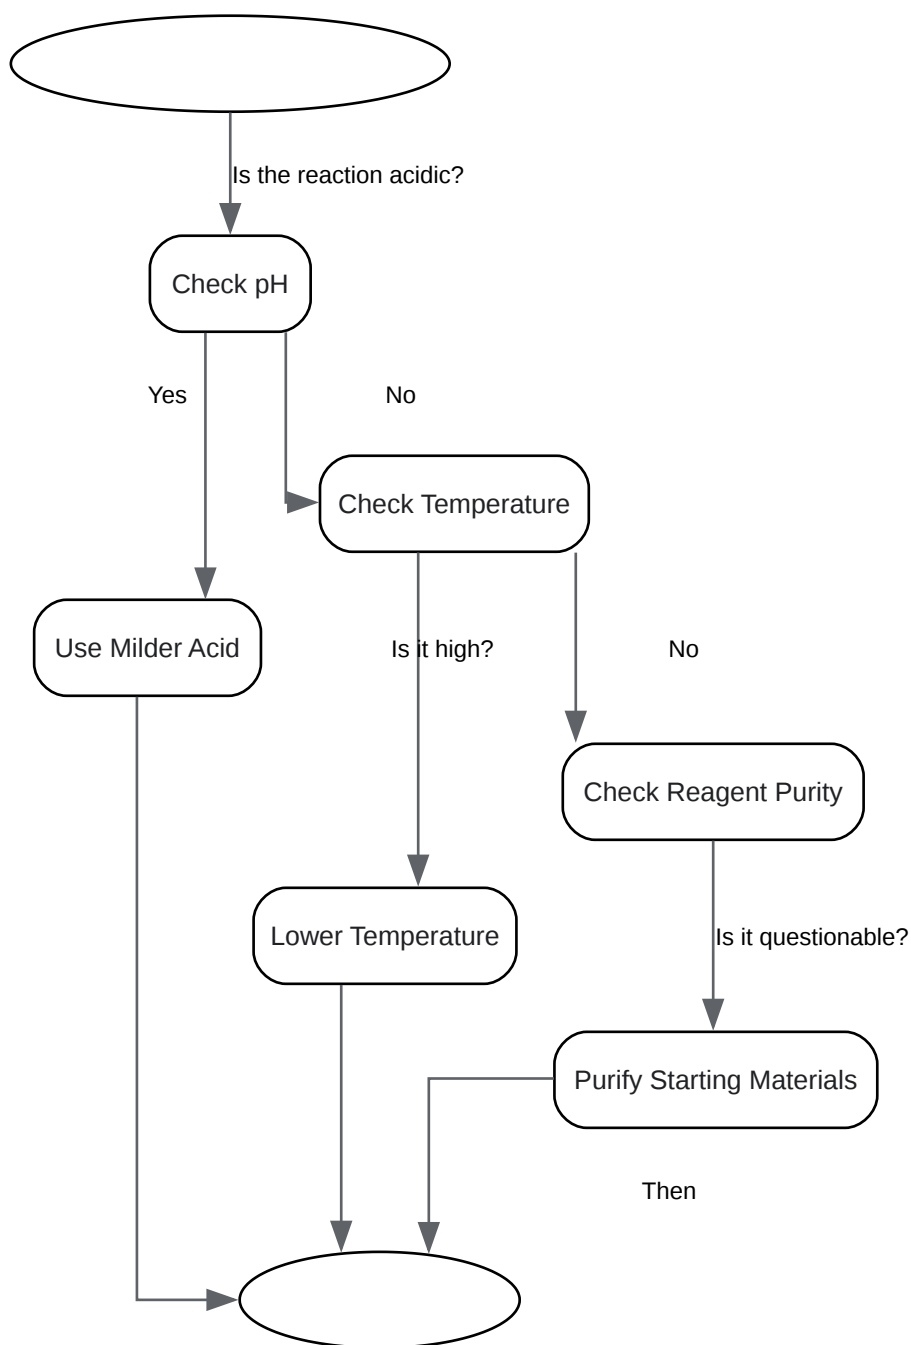 Is the reaction acidic?
Check pH
Yes
No
Check Temperature
Use Milder Acid
Is it high?
No
Check Reagent Purity
Lower Temperature
Is it questionable?
Purify Starting Materials
Then